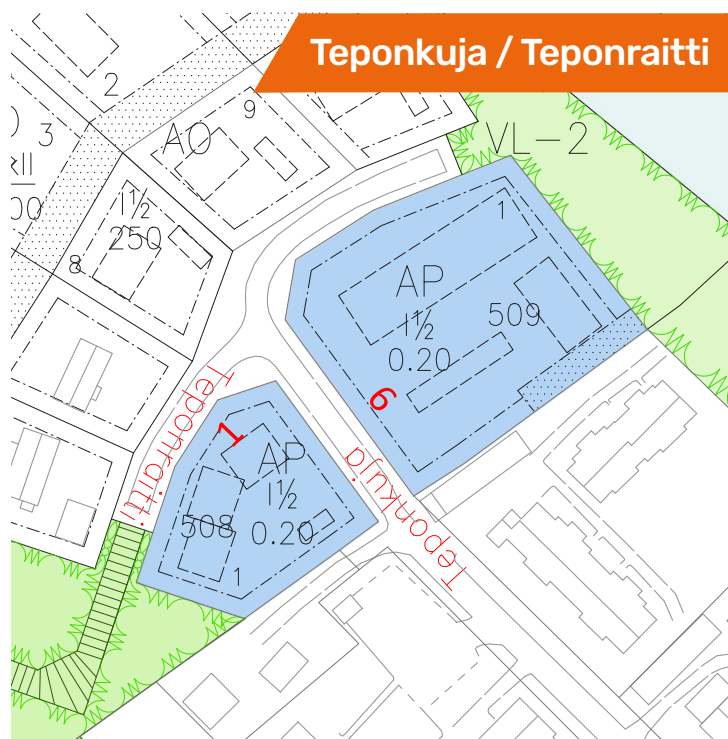 Teponkuja / Teponraitti
2
9
3
AO
VL-2
I½
250
8
1
AP
I½
509
0.20
6
Teponraitti
1
AP
I½
508
0.20
1
Teponkuja